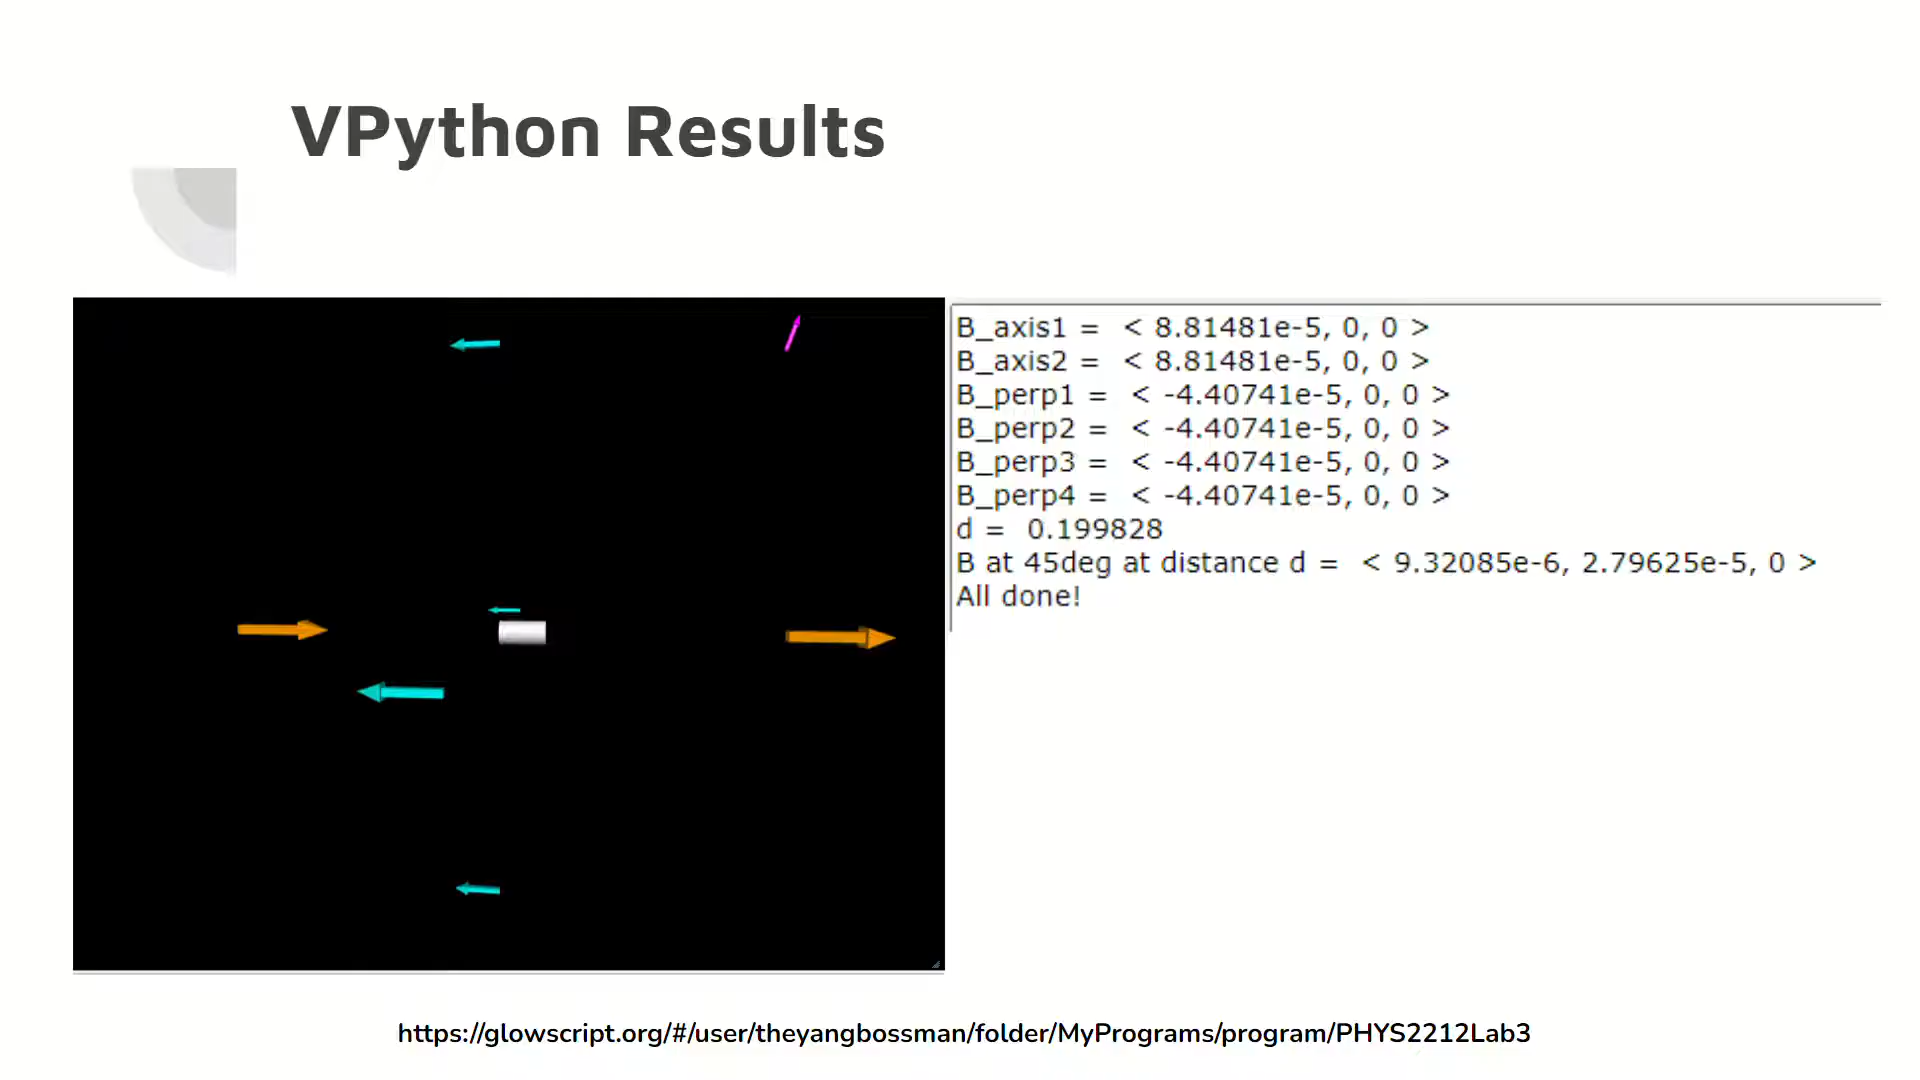 VPython Results
B_axis1 = < 8.81481e-5, 0, 0 >
B_axis2 = < 8.81481e-5, 0, 0 >
B_perp1 = < -4.40741e-5, 0, 0 >
B_perp2 = < -4.40741e-5, 0, 0 >
B_perp3 = < -4.40741e-5, 0, 0 >
B_perp4 = < -4.40741e-5, 0, 0 >
d = 0.199828
B at 45deg at distance d = < 9.32085e-6, 2.79625e-5, 0 >
All done!
https://glowscript.org/#/user/theyangbossman/folder/MyPrograms/program/PHYS2212Lab3